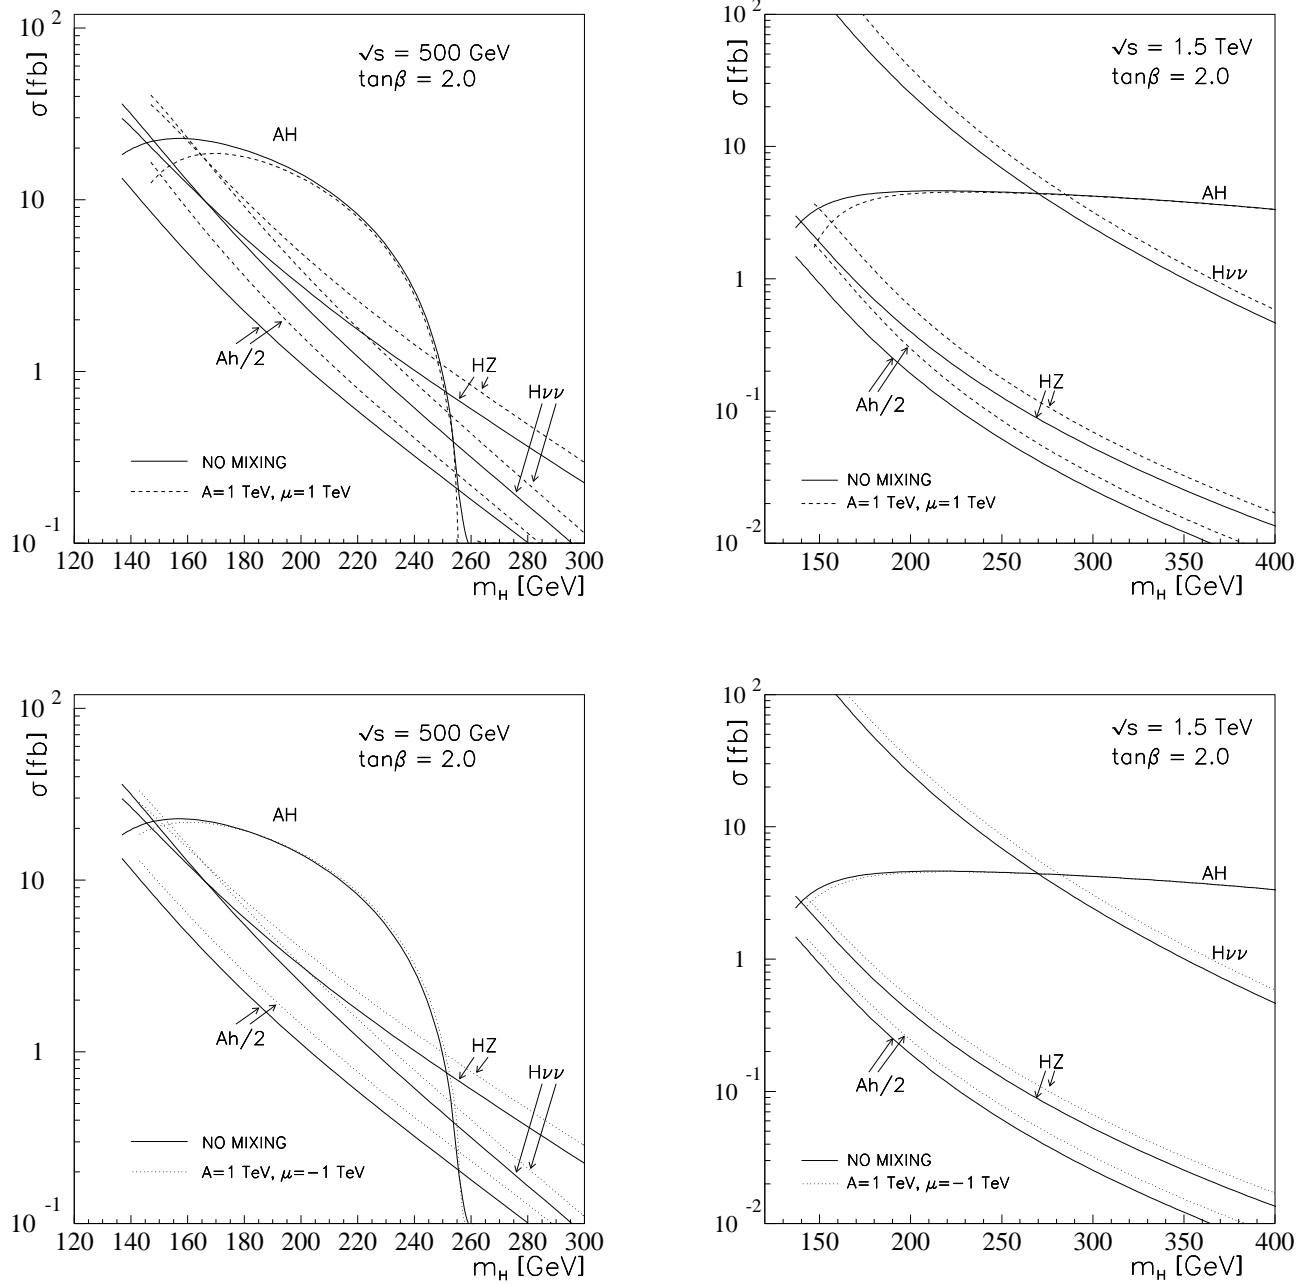 σ [fb]
√s = 500 GeV
tanβ = 2.0
AH
Ah/2
HZ
Hνν
NO MIXING
A=1 TeV, μ=1 TeV
10 2
10
1
10 -1
120 140 160 180 200 220 240 260 280 300
m_H [GeV]
σ [fb]
√s = 1.5 TeV
tanβ = 2.0
AH
Hνν
HZ
Ah/2
NO MIXING
A=1 TeV, μ=1 TeV
10 2
10
1
10 -1
10 -2
150 200 250 300 350 400
m_H [GeV]
σ [fb]
√s = 500 GeV
tanβ = 2.0
AH
Ah/2
HZ
Hνν
NO MIXING
A=1 TeV, μ=−1 TeV
10 2
10
1
10 -1
120 140 160 180 200 220 240 260 280 300
m_H [GeV]
σ [fb]
√s = 1.5 TeV
tanβ = 2.0
AH
Hνν
HZ
Ah/2
NO MIXING
A=1 TeV, μ=−1 TeV
10 2
10
1
10 -1
10 -2
150 200 250 300 350 400
m_H [GeV]